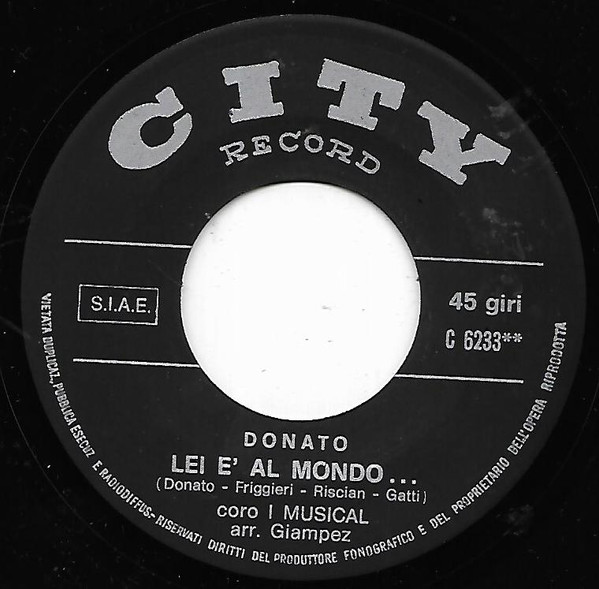 CITY
RECORD
S.I.A.E.
45 giri
C 6233**
DONATO
LEI E' AL MONDO...
(Donato - Friggieri - Riscian - Gatti)
coro I MUSICAL
arr. Giampez
VIETATA DUPLICAZ., PUBBLICA ESECUZ E RADIODIFFUS.- RISERVATI DIRITTI DEL PRODUTTORE FONOGRAFICO E DEL PROPRIETARIO DELL'OPERA RIPRODOTTA